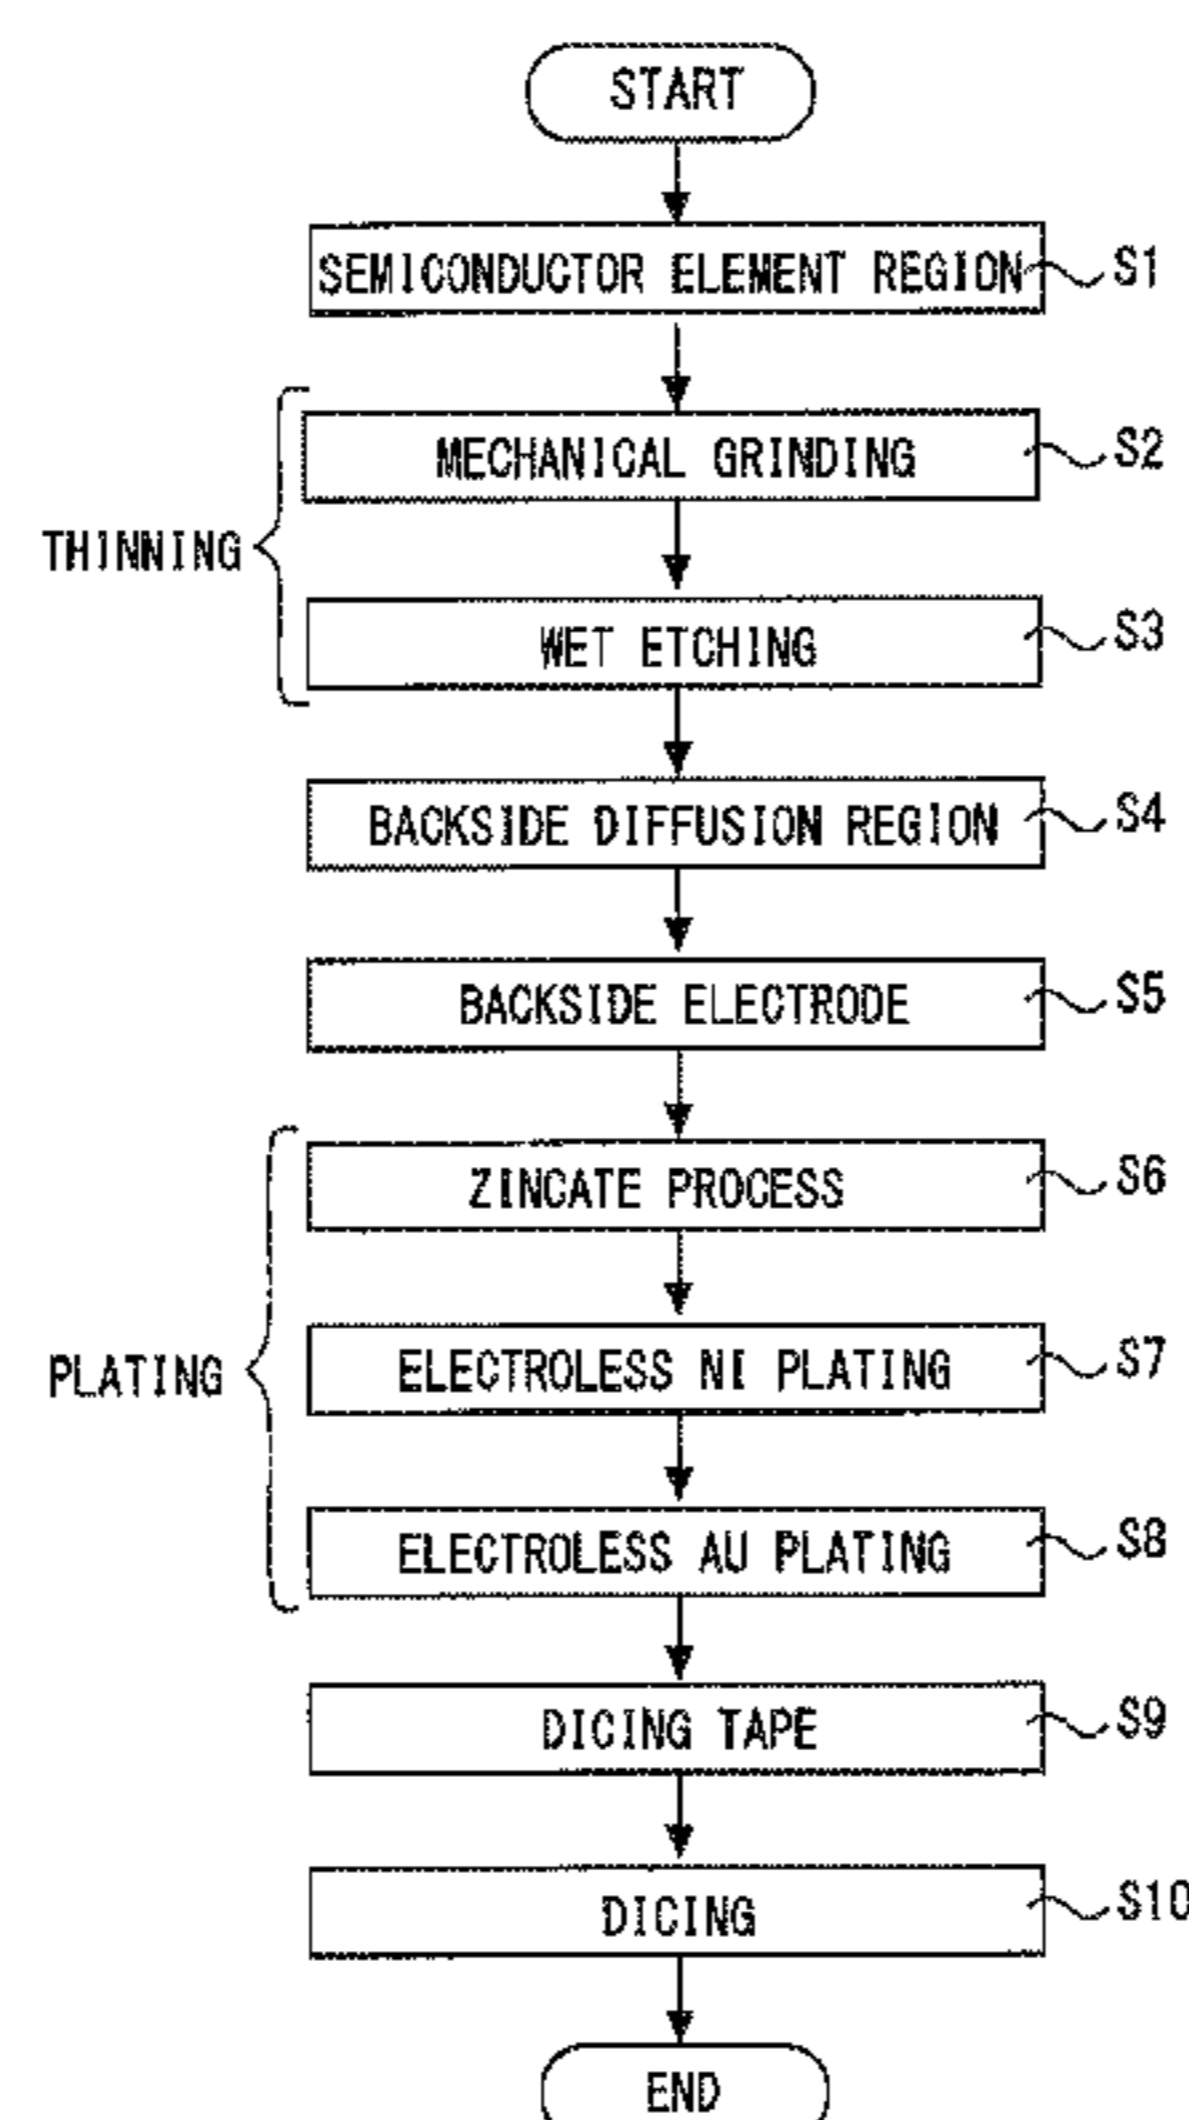 START
SEMICONDUCTOR ELEMENT REGION S1
MECHANICAL GRINDING S2
THINNING
WET ETCHING S3
BACKSIDE DIFFUSION REGION S4
BACKSIDE ELECTRODE S5
ZINCATE PROCESS S6
PLATING
ELECTROLESS NI PLATING S7
ELECTROLESS AU PLATING S8
DICING TAPE S9
DICING S10
END